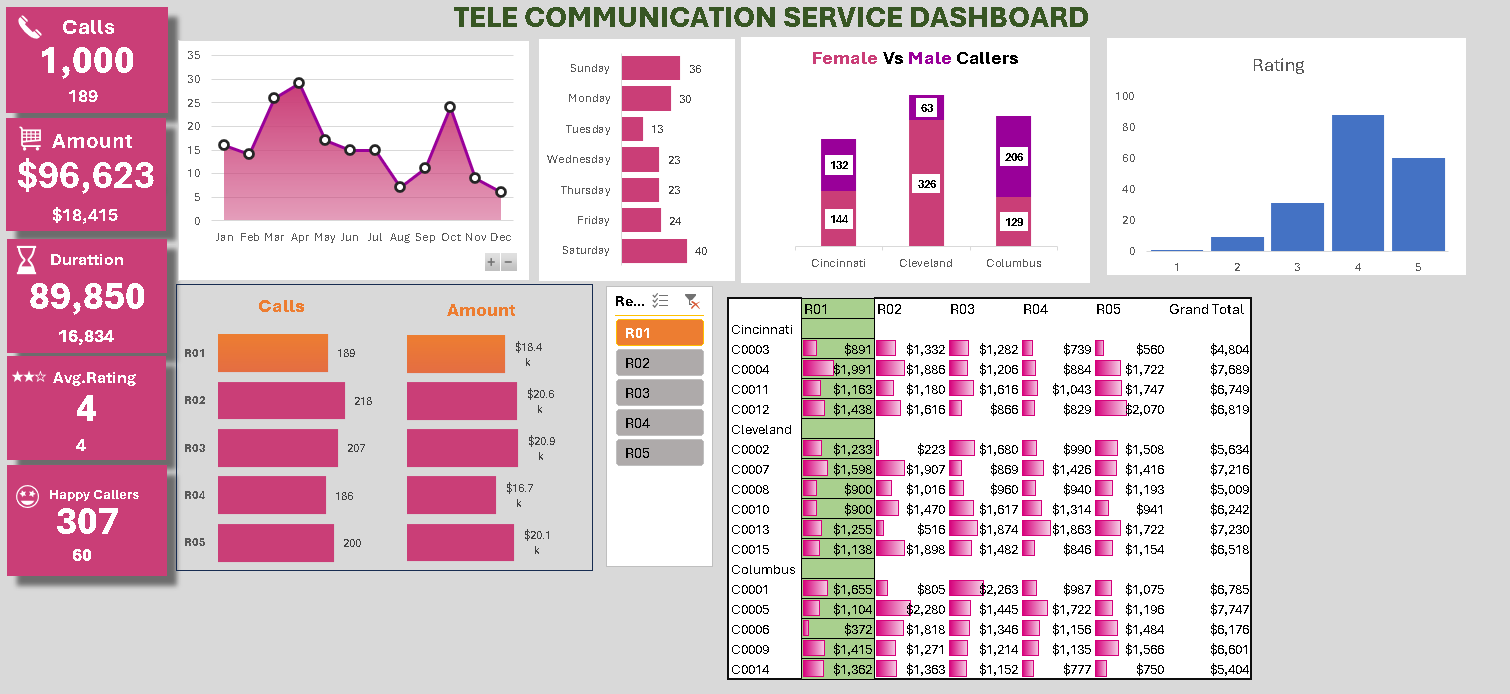 TELE COMMUNICATION SERVICE DASHBOARD
Calls
1,000
189
Amount
$96,623
$18,415
Durattion
89,850
16,834
Avg.Rating
4
4
Happy Callers
307
60
35
30
25
20
15
10
5
0
Jan Feb Mar Apr May Jun Jul Aug Sep Oct Nov Dec
+ −
Sunday 36
Monday 30
Tuesday 13
Wednesday 23
Thursday 23
Friday 24
Saturday 40
Female Vs Male Callers
132 63 206
144 326 129
Cincinnati Cleveland Columbus
Rating
100
80
60
40
20
0
1 2 3 4 5
Calls Amount
R01 189 $18.4 k
R02 218 $20.6 k
R03 207 $20.9 k
R04 186 $16.7 k
R05 200 $20.1 k
Re...
R01
R02
R03
R04
R05
R01 R02 R03 R04 R05 Grand Total
Cincinnati
C0003 $891 $1,332 $1,282 $739 $560 $4,804
C0004 $1,991 $1,886 $1,206 $884 $1,722 $7,689
C0011 $1,163 $1,180 $1,616 $1,043 $1,747 $6,749
C0012 $1,438 $1,616 $866 $829 $2,070 $6,819
Cleveland
C0002 $1,233 $223 $1,680 $990 $1,508 $5,634
C0007 $1,598 $1,907 $869 $1,426 $1,416 $7,216
C0008 $900 $1,016 $960 $940 $1,193 $5,009
C0010 $900 $1,470 $1,617 $1,314 $941 $6,242
C0013 $1,255 $516 $1,874 $1,863 $1,722 $7,230
C0015 $1,138 $1,898 $1,482 $846 $1,154 $6,518
Columbus
C0001 $1,655 $805 $2,263 $987 $1,075 $6,785
C0005 $1,104 $2,280 $1,445 $1,722 $1,196 $7,747
C0006 $372 $1,818 $1,346 $1,156 $1,484 $6,176
C0009 $1,415 $1,271 $1,214 $1,135 $1,566 $6,601
C0014 $1,362 $1,363 $1,152 $777 $750 $5,404